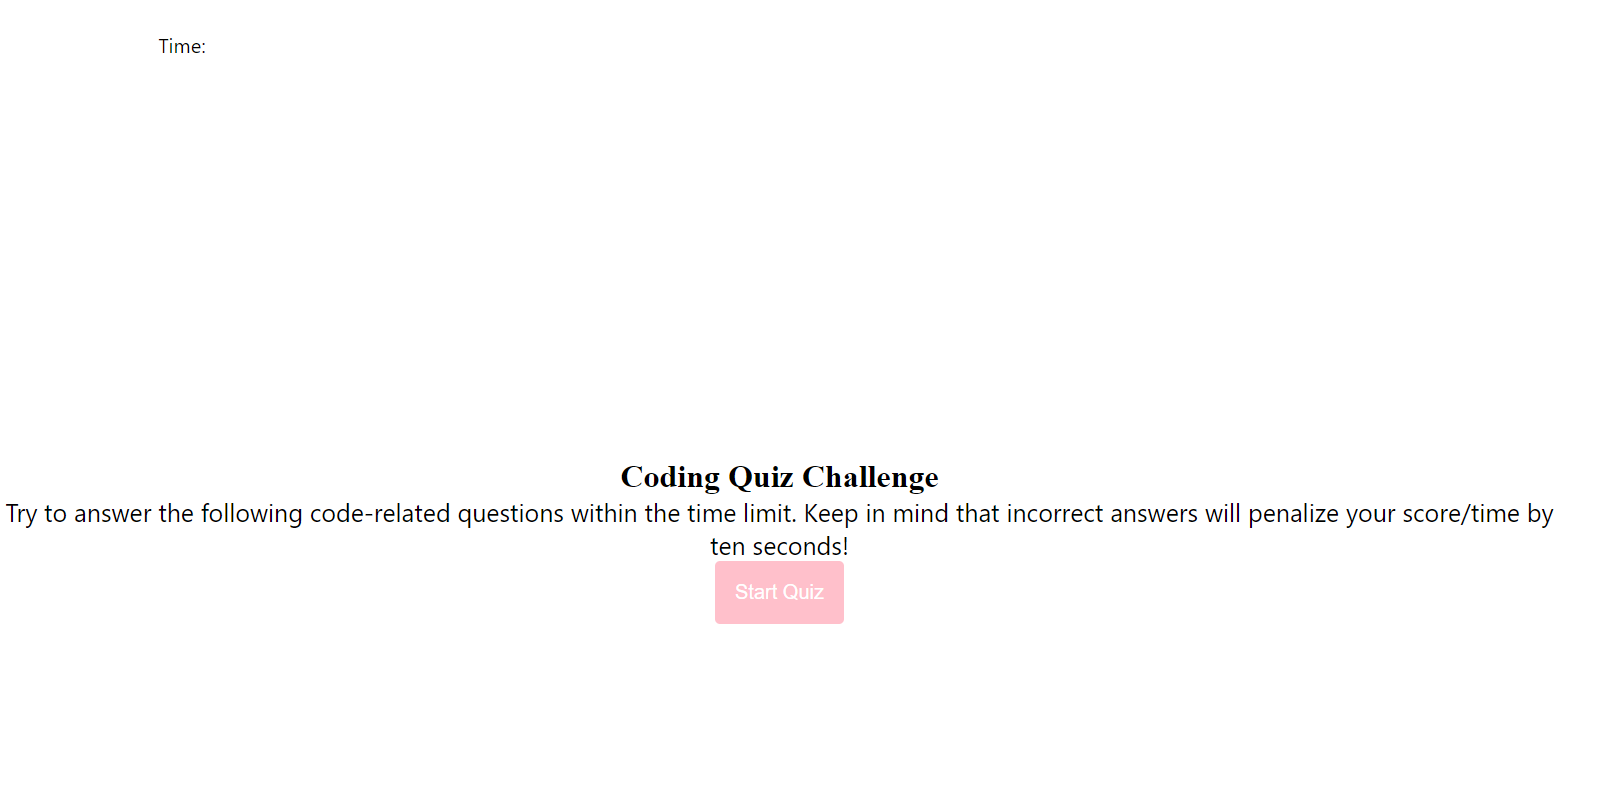 Time:
Coding Quiz Challenge
Try to answer the following code-related questions within the time limit. Keep in mind that incorrect answers will penalize your score/time by
ten seconds!
Start Quiz